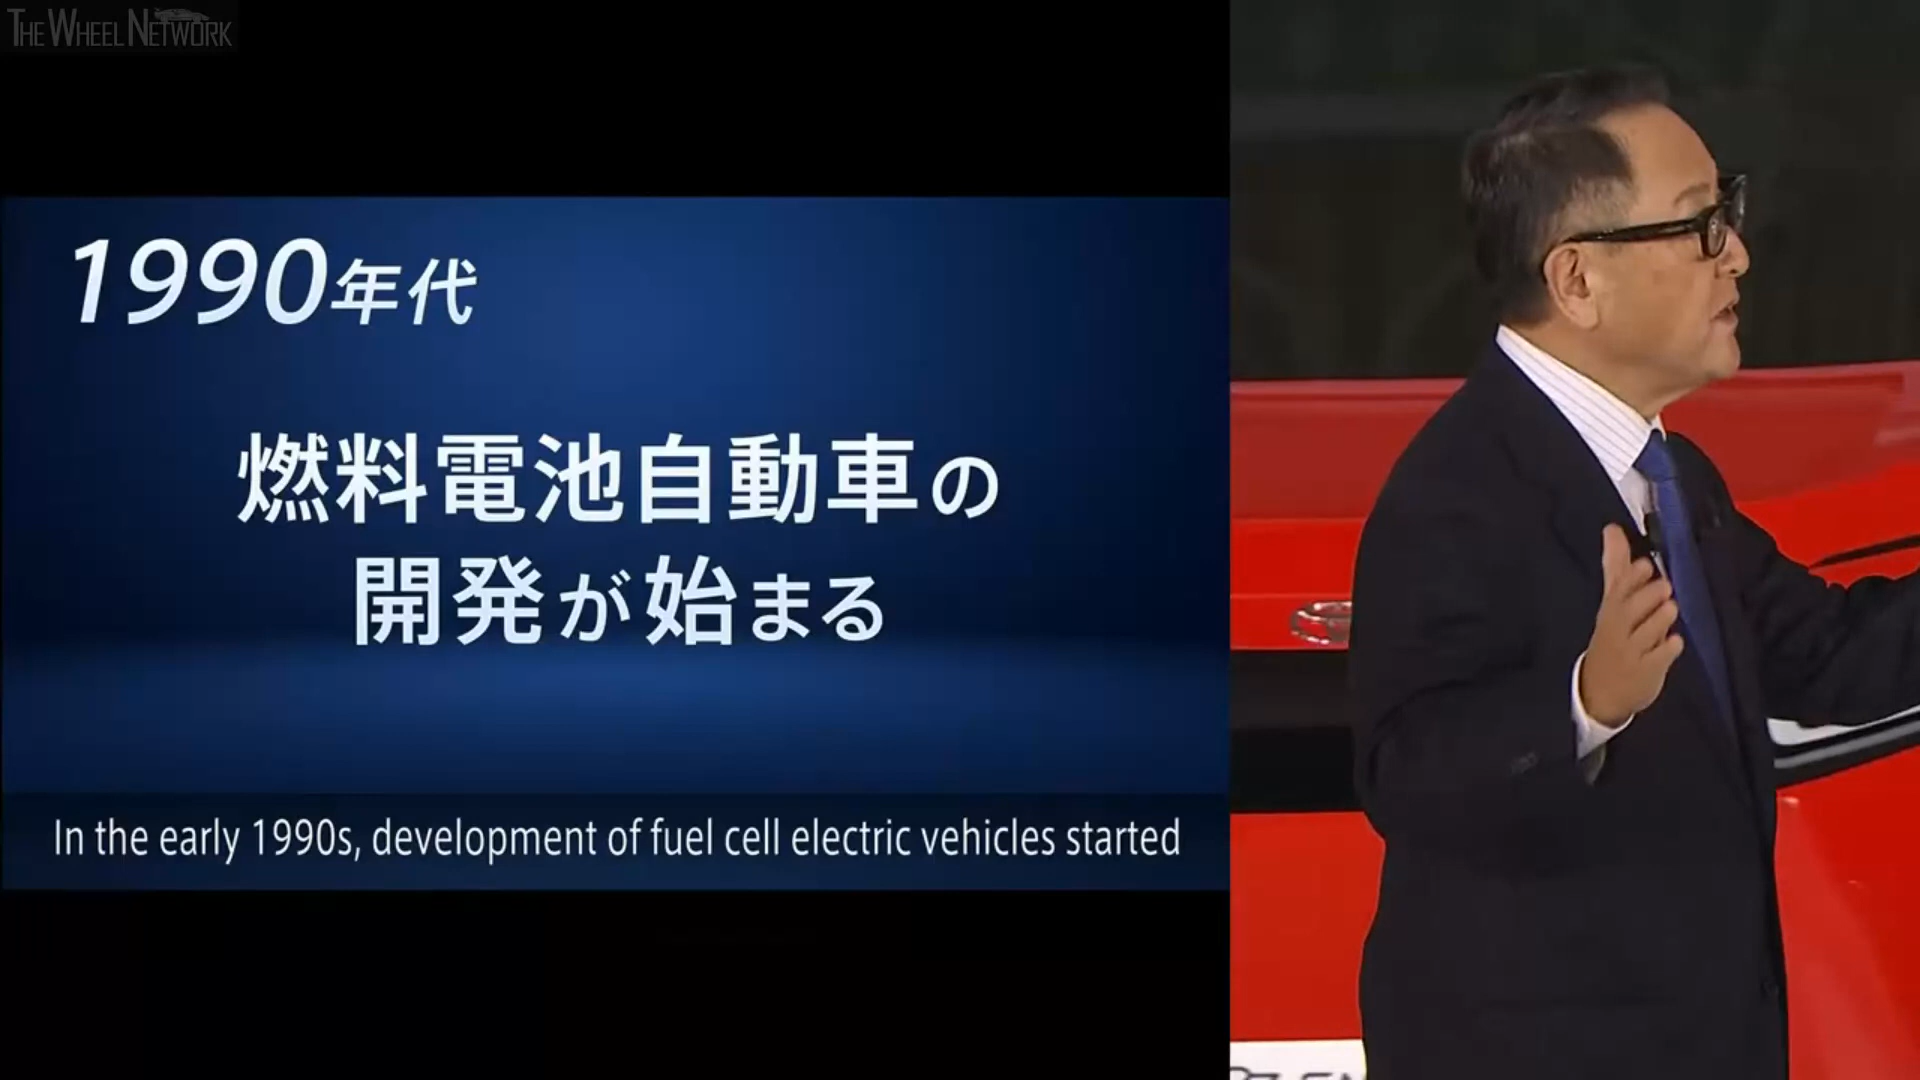 THE WHEEL NETWORK
1990年代
燃料電池自動車の
開発が始まる
In the early 1990s, development of fuel cell electric vehicles started